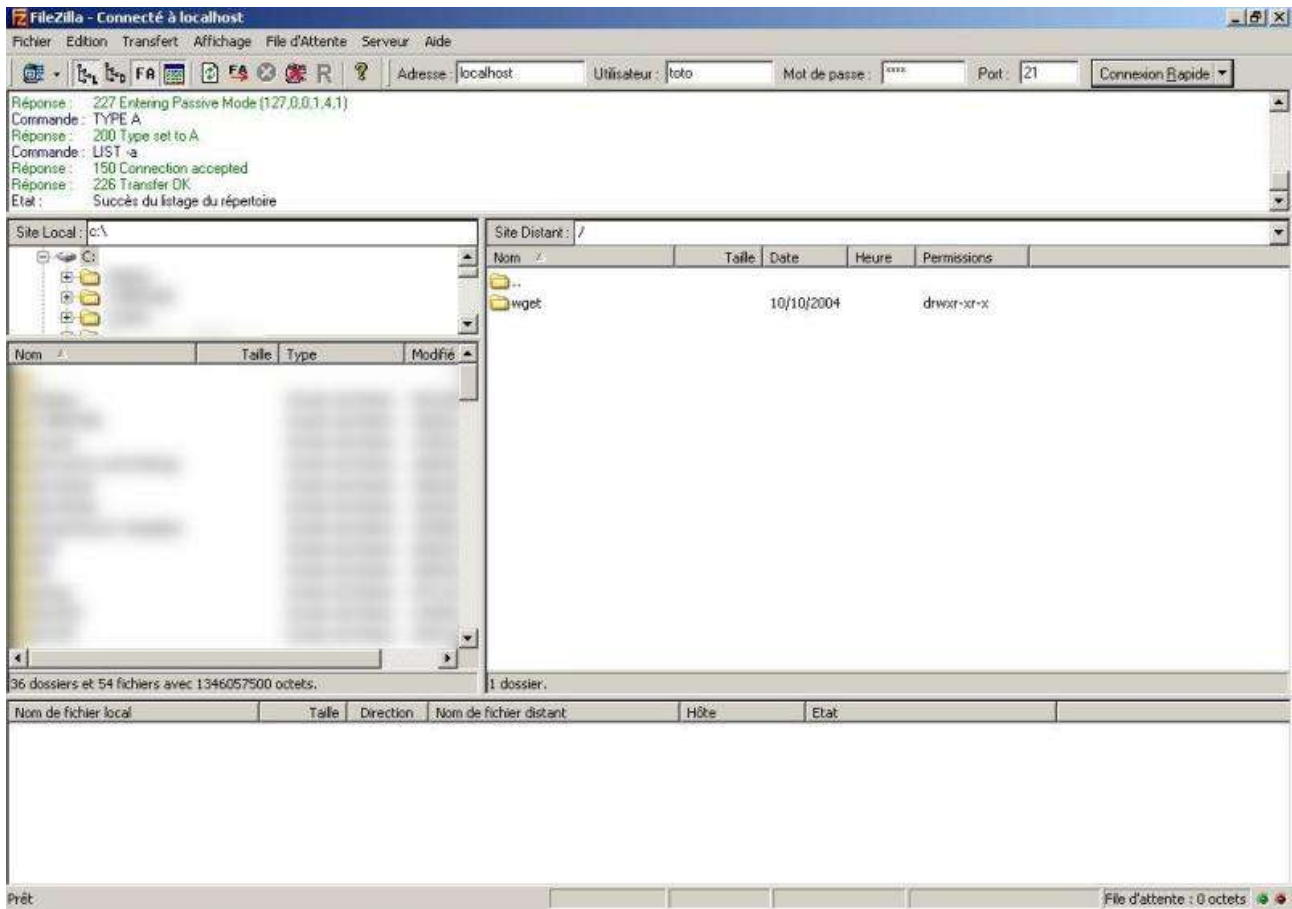 FileZilla - Connecté à localhost
Fichier Edition Transfert Affichage File d'Attente Serveur Aide
Adresse : localhost Utilisateur : toto Mot de passe : **** Port : 21 Connexion Rapide
Réponse : 227 Entering Passive Mode (127,0,0,1,4,1)
Commande : TYPE A
Réponse : 200 Type set to A
Commande : LIST -a
Réponse : 150 Connection accepted
Réponse : 226 Transfer OK
Etat : Succès du listage du répertoire
Site Local : c:\
C:
Nom Taille Type Modifié
36 dossiers et 54 fichiers avec 1346057500 octets.
Site Distant : /
Nom Taille Date Heure Permissions
..
wget 10/10/2004 drwxr-xr-x
1 dossier.
Nom de fichier local Taille Direction Nom de fichier distant Hôte Etat
Prêt File d'attente : 0 octets